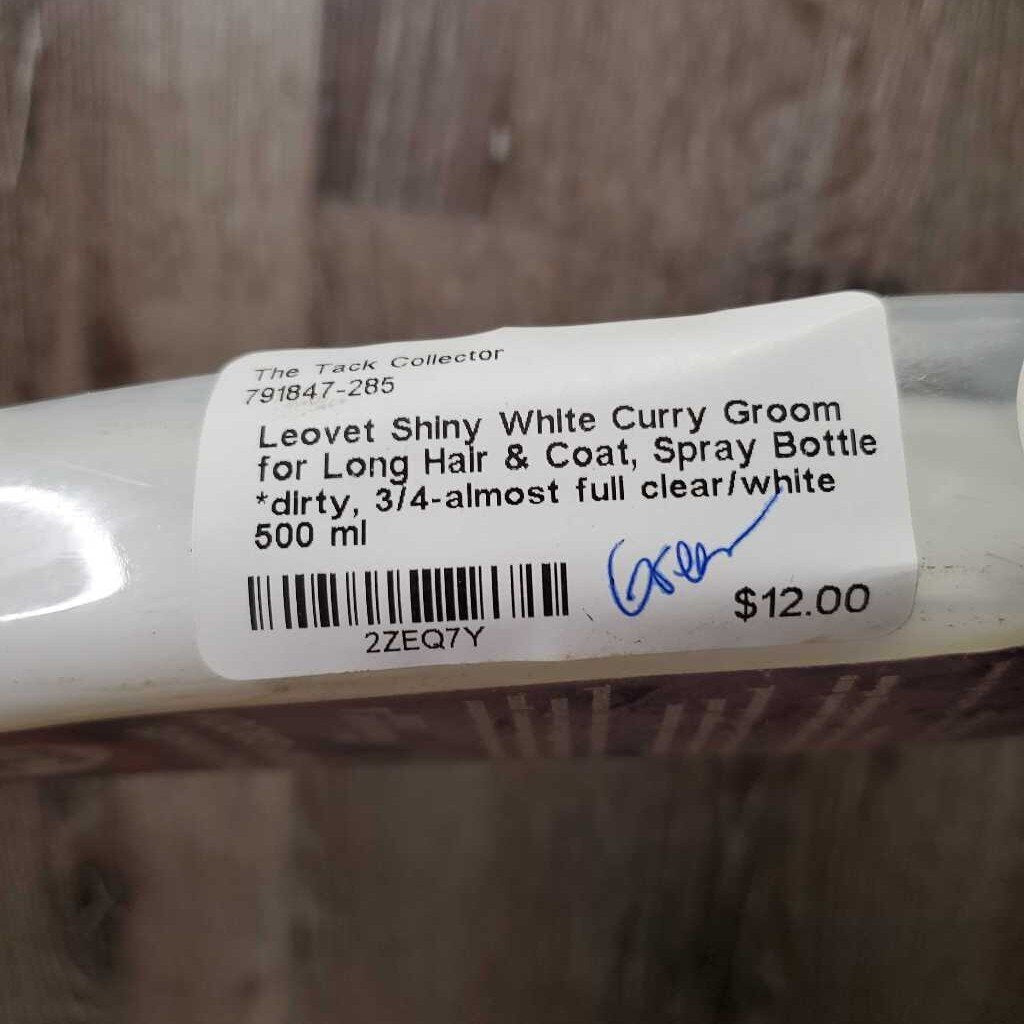 The Tack Collector
791847-285
Leovet Shiny White Curry Groom
for Long Hair & Coat, Spray Bottle
*dirty, 3/4-almost full clear/white
500 ml
Green
$12.00
2ZEQ7Y